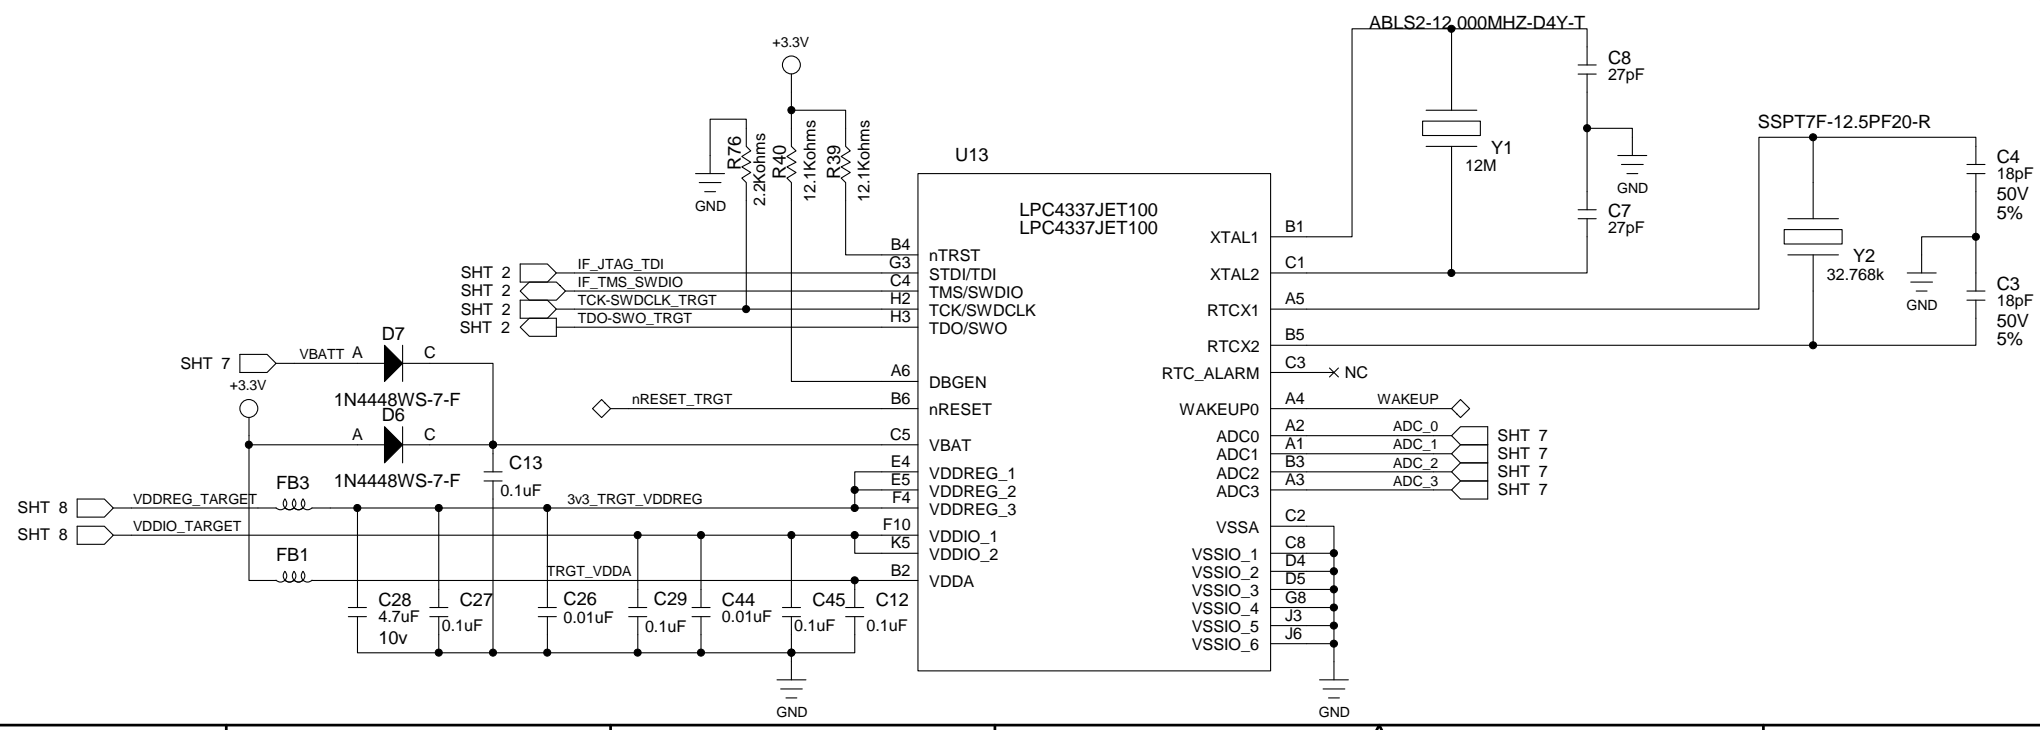 ABLS2-12.000MHZ-D4Y-T
+3.3V
C8
27pF
SSPT7F-12.5PF20-R
R76
2.2Kohms
R40
12.1Kohms
R39
12.1Kohms
U13
Y1
12M
GND
C4
18pF
50V
5%
GND
LPC4337JET100
LPC4337JET100
C7
27pF
B1
XTAL1
B4
nTRST
Y2
32.768k
SHT 2
IF_JTAG_TDI
G3
STDI/TDI
C1
XTAL2
SHT 2
IF_TMS_SWDIO
C4
TMS/SWDIO
C3
18pF
50V
5%
GND
SHT 2
TCK-SWDCLK_TRGT
H2
TCK/SWDCLK
A5
RTCX1
SHT 2
TDO-SWO_TRGT
H3
TDO/SWO
D7
B5
RTCX2
SHT 7
VBATT
A
C
1N4448WS-7-F
C3
RTC_ALARM
NC
+3.3V
A6
DBGEN
nRESET_TRGT
B6
nRESET
A4
WAKEUP0
WAKEUP
D6
A
C
1N4448WS-7-F
C5
VBAT
A2
ADC0
ADC_0
SHT 7
A1
ADC1
ADC_1
SHT 7
C13
0.1uF
E4
VDDREG_1
B3
ADC2
ADC_2
SHT 7
FB3
E5
VDDREG_2
A3
ADC3
ADC_3
SHT 7
SHT 8
VDDREG_TARGET
3v3_TRGT_VDDREG
F4
VDDREG_3
SHT 8
VDDIO_TARGET
F10
VDDIO_1
C2
VSSA
K5
VDDIO_2
C8
VSSIO_1
FB1
TRGT_VDDA
B2
VDDA
D4
VSSIO_2
D5
VSSIO_3
G8
VSSIO_4
J3
VSSIO_5
J6
VSSIO_6
C28
4.7uF
10v
C27
0.1uF
C26
0.01uF
C29
0.1uF
C44
0.01uF
C45
0.1uF
C12
0.1uF
GND
GND